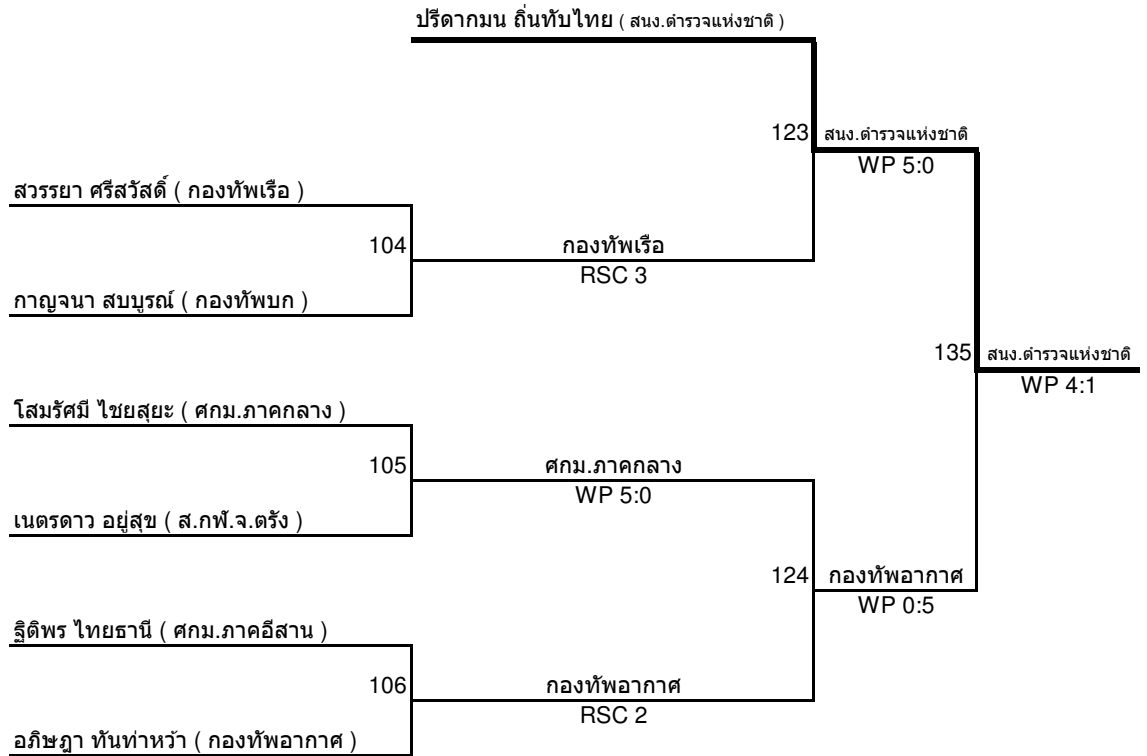 ปรีดากมน ถิ่นทับไทย ( สนง.ตำรวจแห่งชาติ )
123 สนง.ตำรวจแห่งชาติ
WP 5:0
สวรรยา ศรีสวัสดิ์ ( กองทัพเรือ )
104 กองทัพเรือ
RSC 3
กาญจนา สบบูรณ์ ( กองทัพบก )
135 สนง.ตำรวจแห่งชาติ
WP 4:1
โสมรัศมี ไชยสุยะ ( ศกม.ภาคกลาง )
105 ศกม.ภาคกลาง
WP 5:0
เนตรดาว อยู่สุข ( ส.กฬ.จ.ตรัง )
124 กองทัพอากาศ
WP 0:5
ฐิติพร ไทยธานี ( ศกม.ภาคอีสาน )
106 กองทัพอากาศ
RSC 2
อภิษฎา ทันท่าหว้า ( กองทัพอากาศ )